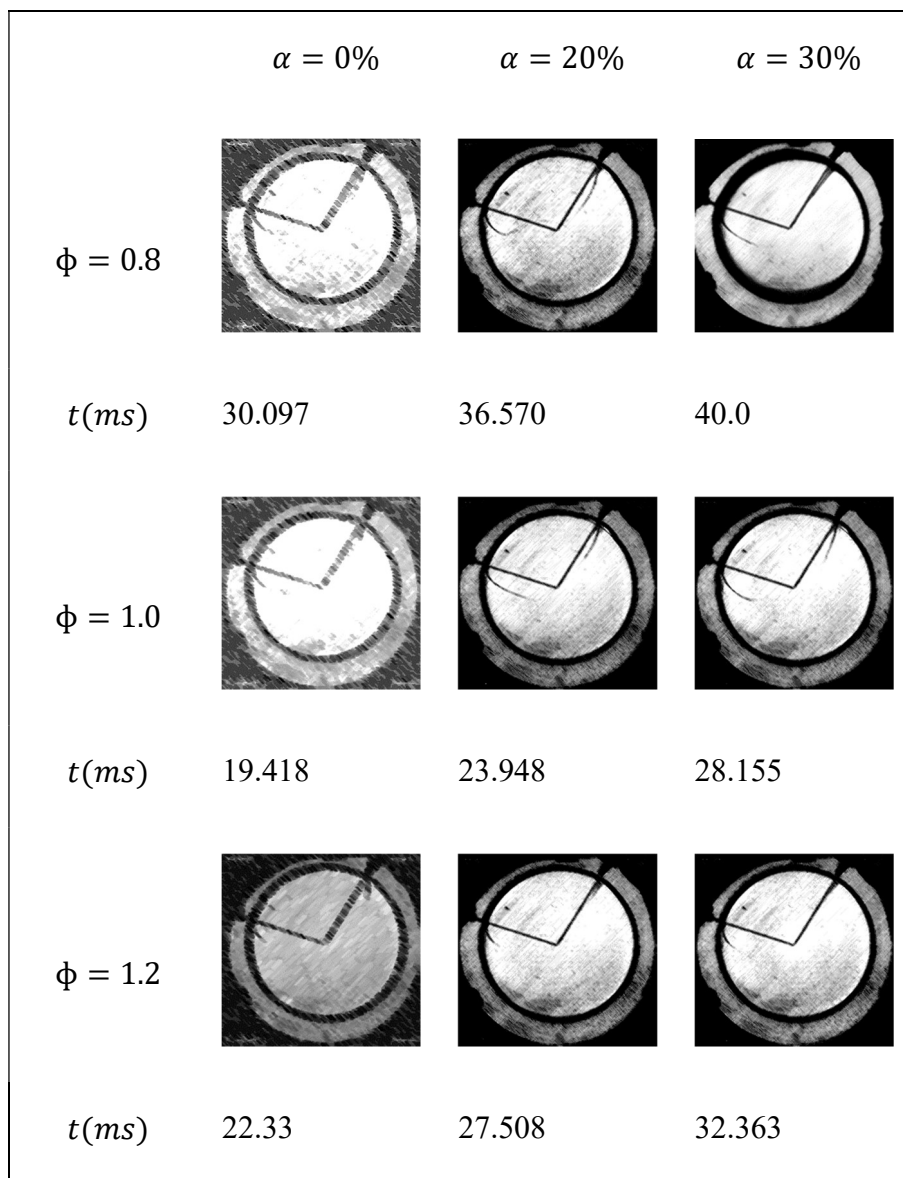 α = 0% α = 20% α = 30%
ϕ = 0.8
t(ms) 30.097 36.570 40.0
ϕ = 1.0
t(ms) 19.418 23.948 28.155
ϕ = 1.2
t(ms) 22.33 27.508 32.363